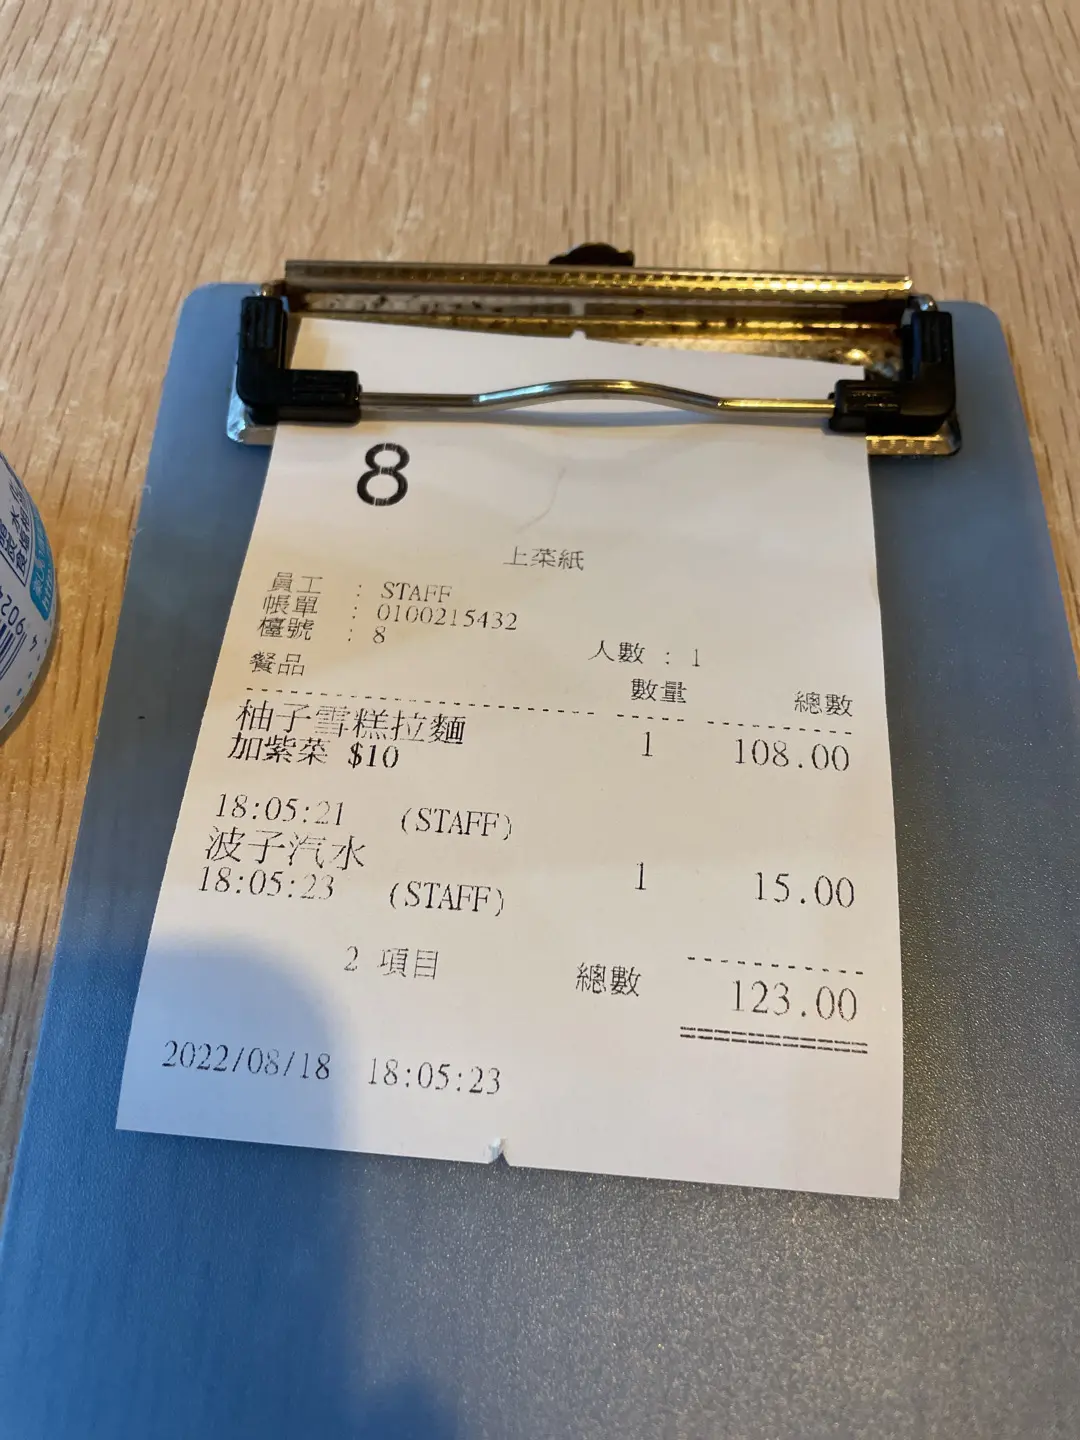 8
上菜紙
員工 : STAFF
帳單 : 0100215432
檯號 : 8
人數 : 1
餐品 數量 總數
柚子雪糕拉麵 1 108.00
加紫菜 $10
18:05:21 (STAFF)
波子汽水 1 15.00
18:05:23 (STAFF)
2 項目 總數 123.00
2022/08/18 18:05:23